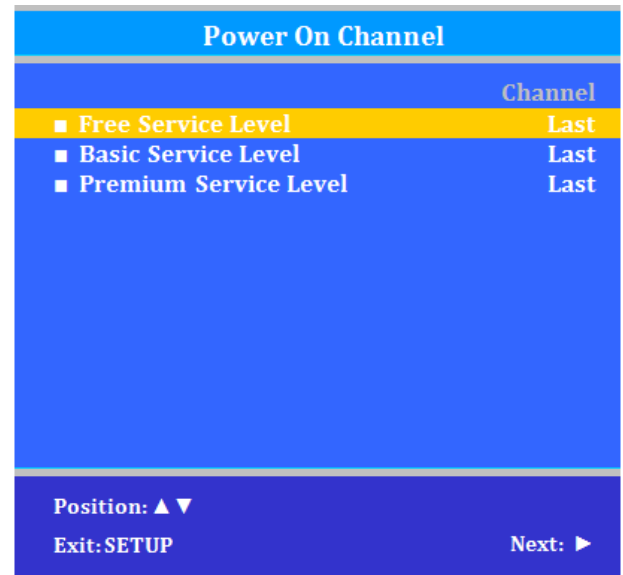 Power On Channel
Channel
■ Free Service Level Last
■ Basic Service Level Last
■ Premium Service Level Last
Position: ▲ ▼
Exit: SETUP Next: ►